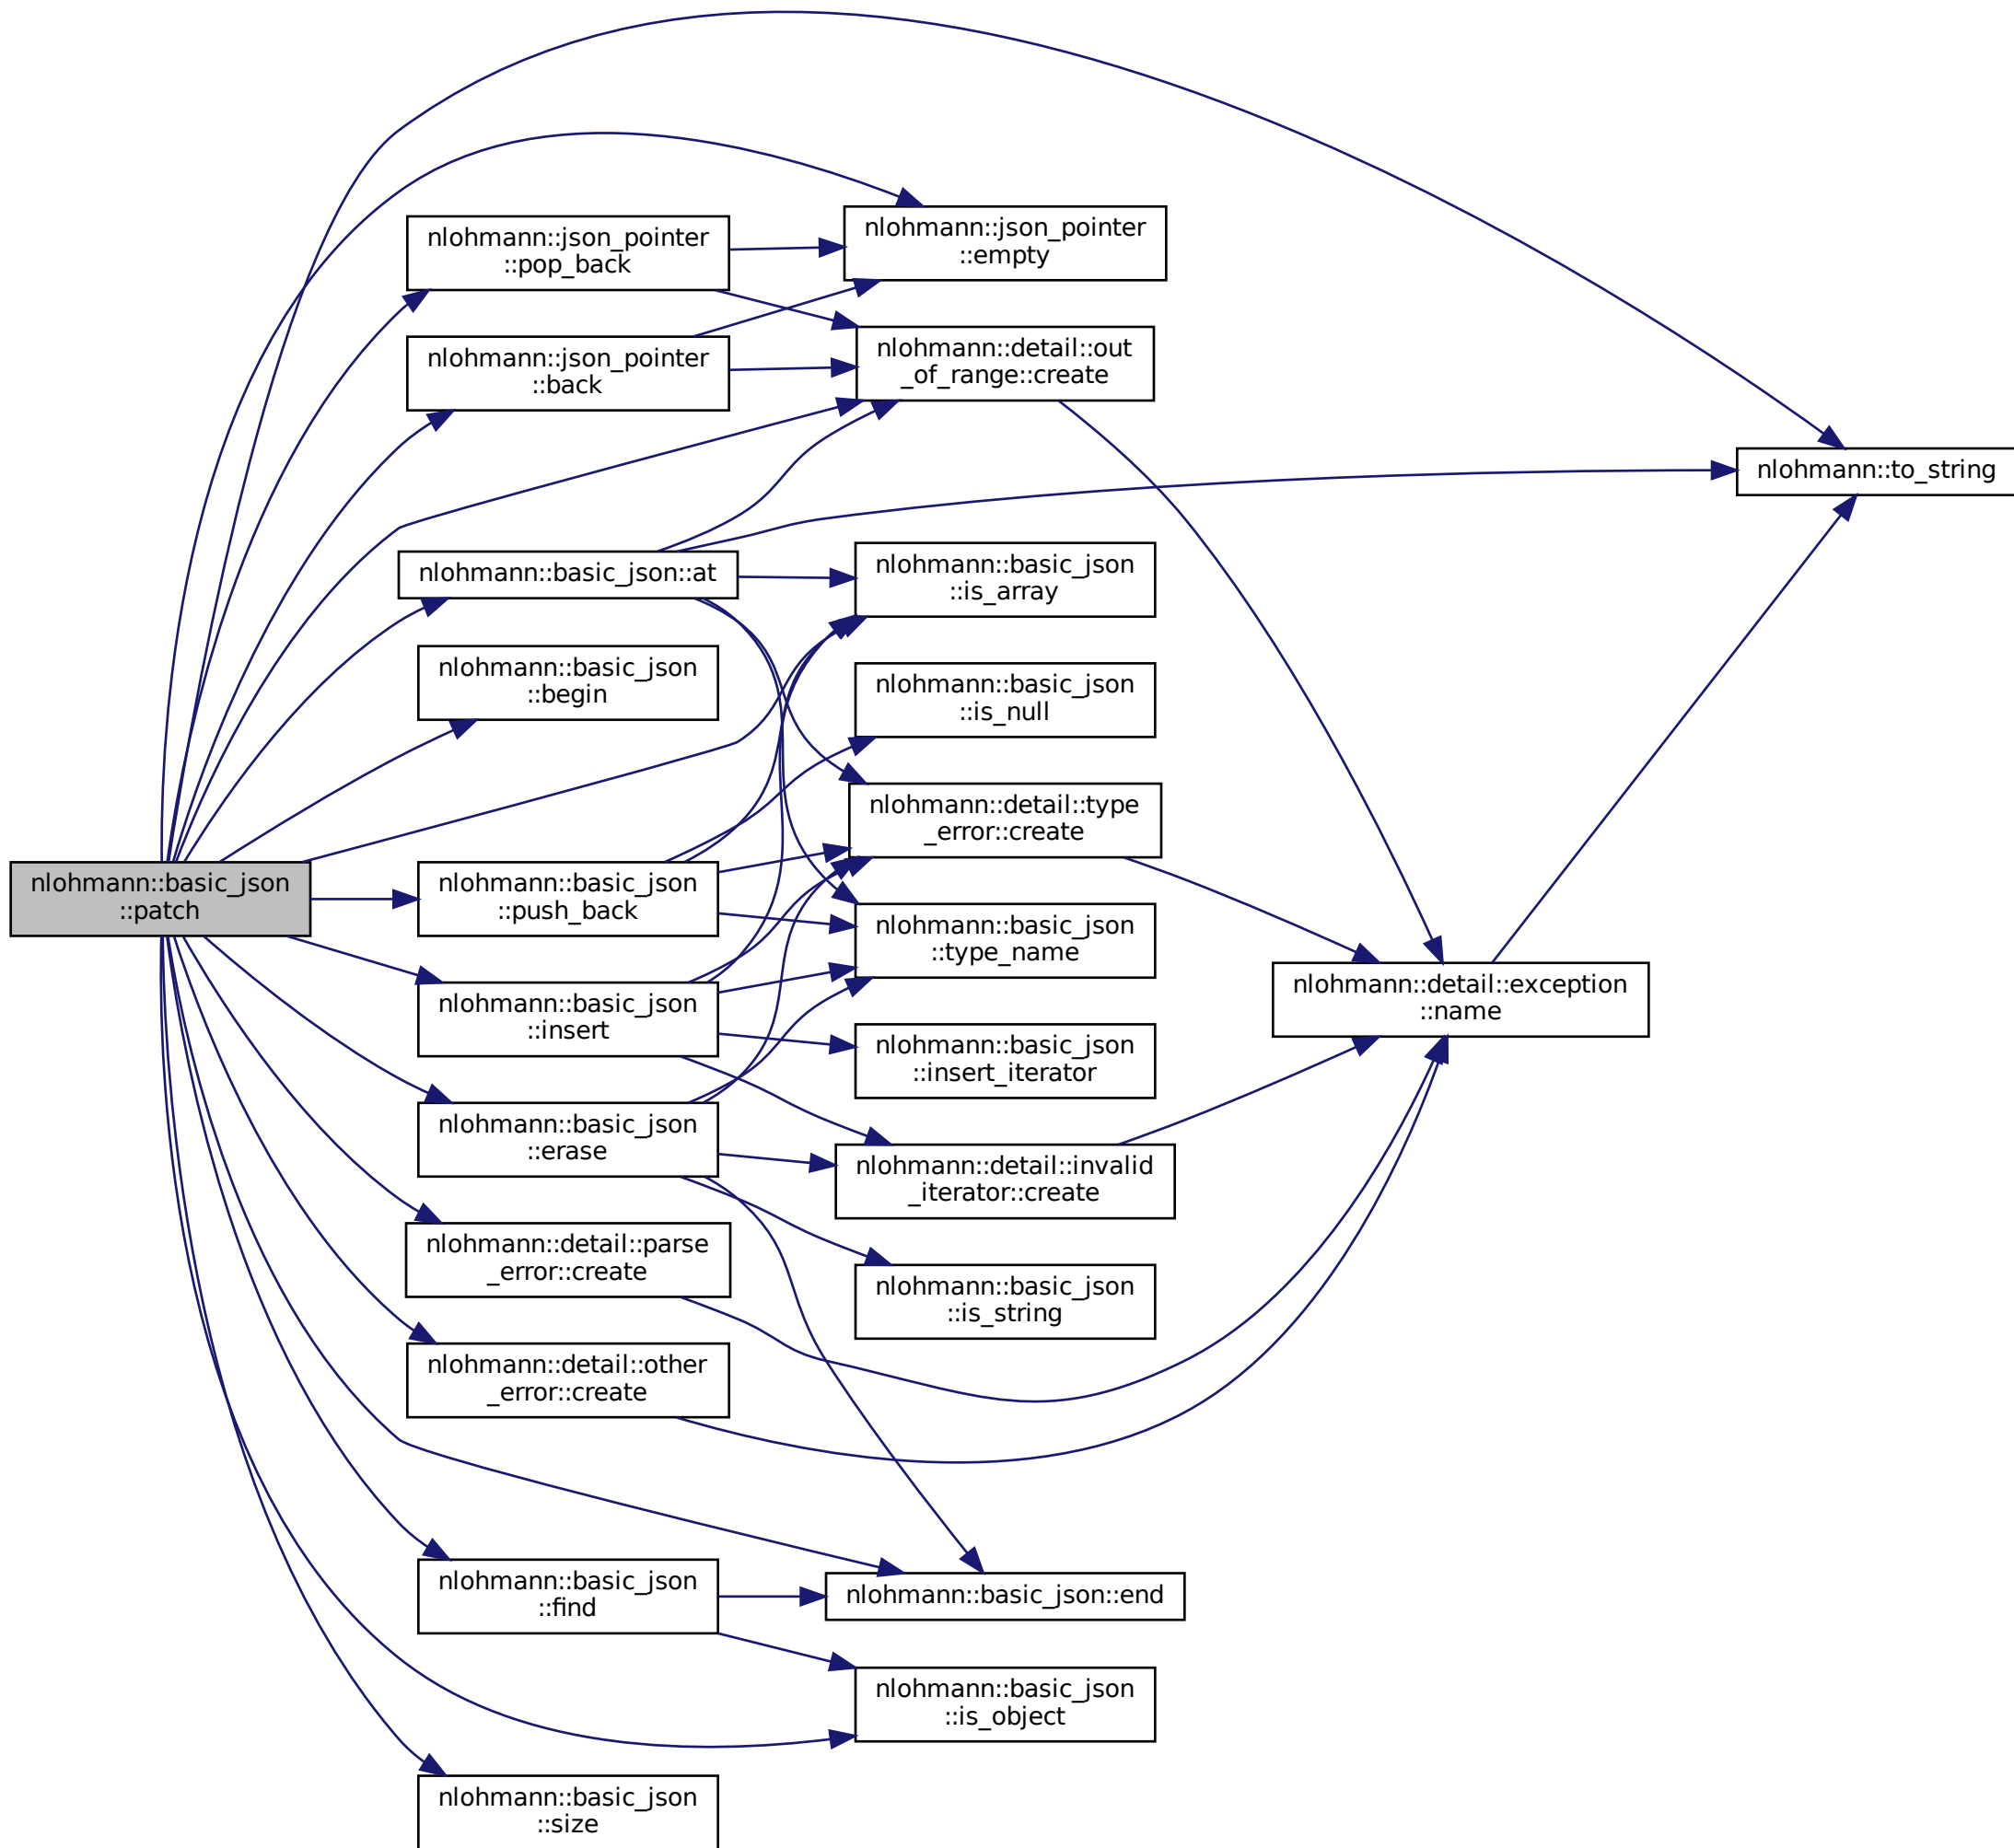 nlohmann::basic_json
::patch
nlohmann::json_pointer
::pop_back
nlohmann::json_pointer
::back
nlohmann::basic_json::at
nlohmann::basic_json
::begin
nlohmann::basic_json
::push_back
nlohmann::basic_json
::insert
nlohmann::basic_json
::erase
nlohmann::detail::parse
_error::create
nlohmann::detail::other
_error::create
nlohmann::basic_json
::find
nlohmann::basic_json
::size
nlohmann::json_pointer
::empty
nlohmann::detail::out
_of_range::create
nlohmann::basic_json
::is_array
nlohmann::basic_json
::is_null
nlohmann::detail::type
_error::create
nlohmann::basic_json
::type_name
nlohmann::basic_json
::insert_iterator
nlohmann::detail::invalid
_iterator::create
nlohmann::basic_json
::is_string
nlohmann::basic_json::end
nlohmann::basic_json
::is_object
nlohmann::detail::exception
::name
nlohmann::to_string